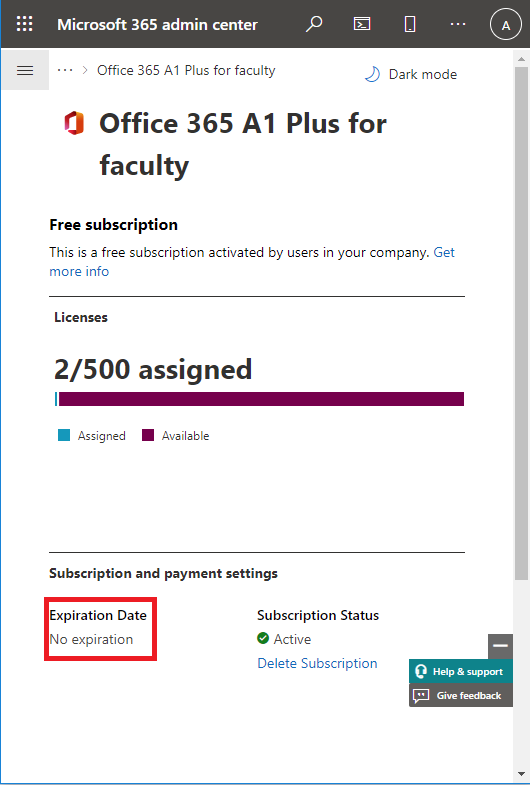 Microsoft 365 admin center
A
Office 365 A1 Plus for faculty
Dark mode
Office 365 A1 Plus for
faculty
Free subscription
This is a free subscription activated by users in your company. Get
more info
Licenses
2/500 assigned
Assigned Available
Subscription and payment settings
Expiration Date
No expiration
Subscription Status
Active
Delete Subscription
Help & support
Give feedback